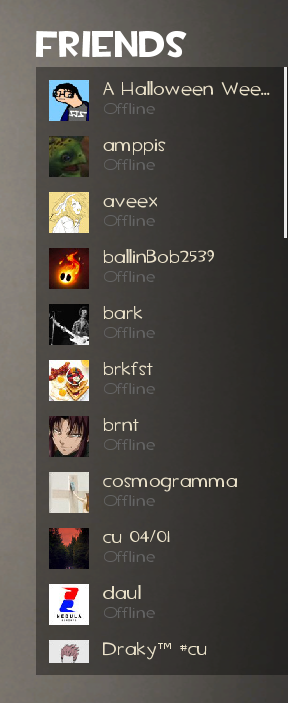 FRIENDS
A Halloween Wee...
Offline
amppis
Offline
aveex
Offline
ballinBob2539
Offline
bark
Offline
brkfst
Offline
brnt
Offline
cosmogramma
Offline
cu 04/01
Offline
daul
NEBULA
Offline
Draky™ #cu